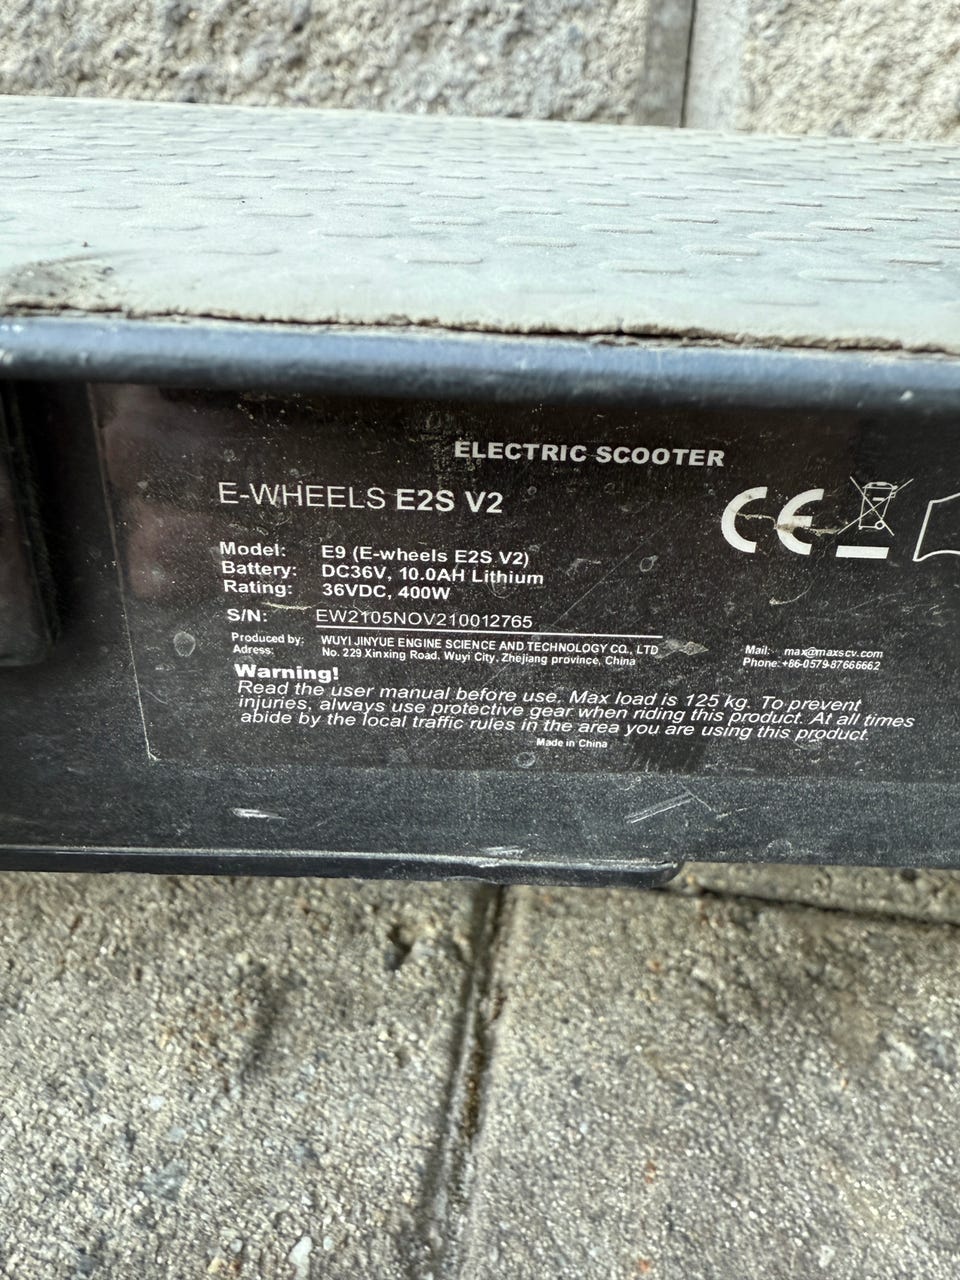 ELECTRIC SCOOTER
E-WHEELS E2S V2
CE
Model: E9 (E-wheels E2S V2)
Battery: DC36V, 10.0AH Lithium
Rating: 36VDC, 400W
S/N: EW2105NOV210012765
Produced by: WUYI JINYUE ENGINE SCIENCE AND TECHNOLOGY CO., LTD
Adress: No. 229 Xinxing Road, Wuyi City, Zhejiang province, China
Mail: max@maxscv.com
Phone: +86-0579-87666662
Warning!
Read the user manual before use. Max load is 125 kg. To prevent
injuries, always use protective gear when riding this product. At all times
abide by the local traffic rules in the area you are using this product.
Made in China